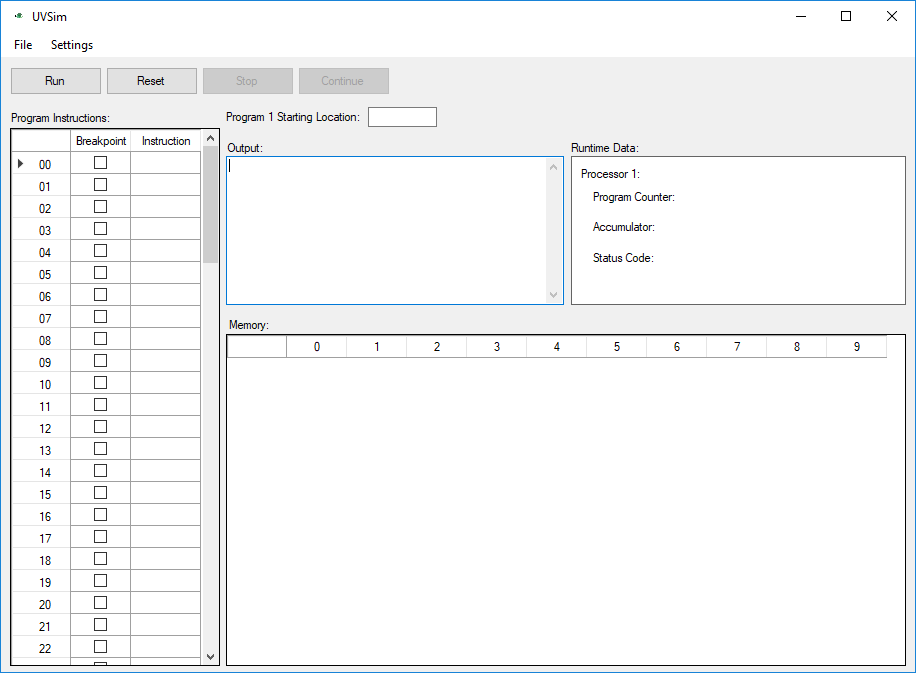 UVSim
File Settings
Run Reset Stop Continue
Program Instructions:
Program 1 Starting Location:
Breakpoint Instruction
00
01
02
03
04
05
06
07
08
09
10
11
12
13
14
15
16
17
18
19
20
21
22
Output:
Runtime Data:
Processor 1:
Program Counter:
Accumulator:
Status Code:
Memory:
0 1 2 3 4 5 6 7 8 9